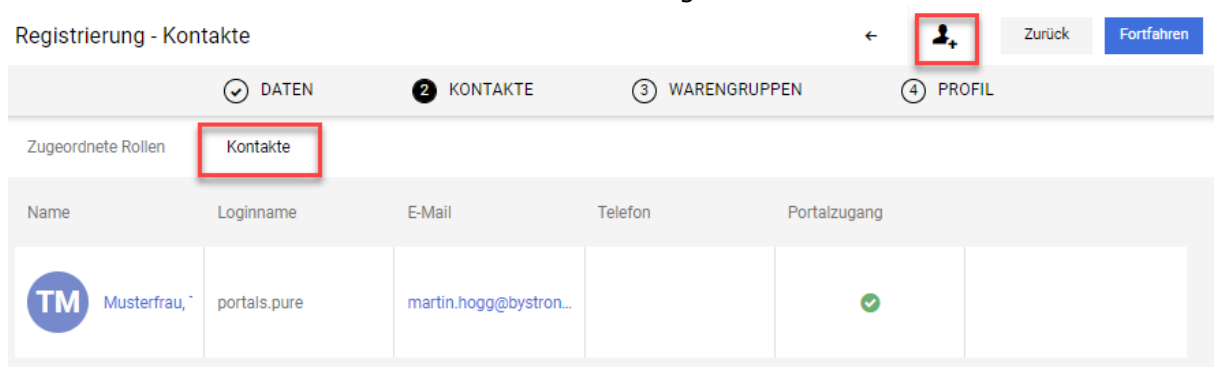 Registrierung - Kontakte
Zurück
Fortfahren
DATEN
2 KONTAKTE
3 WARENGRUPPEN
4 PROFIL
Zugeordnete Rollen
Kontakte
Name
Loginname
E-Mail
Telefon
Portalzugang
TM
Musterfrau,
portals.pure
martin.hogg@bystron...